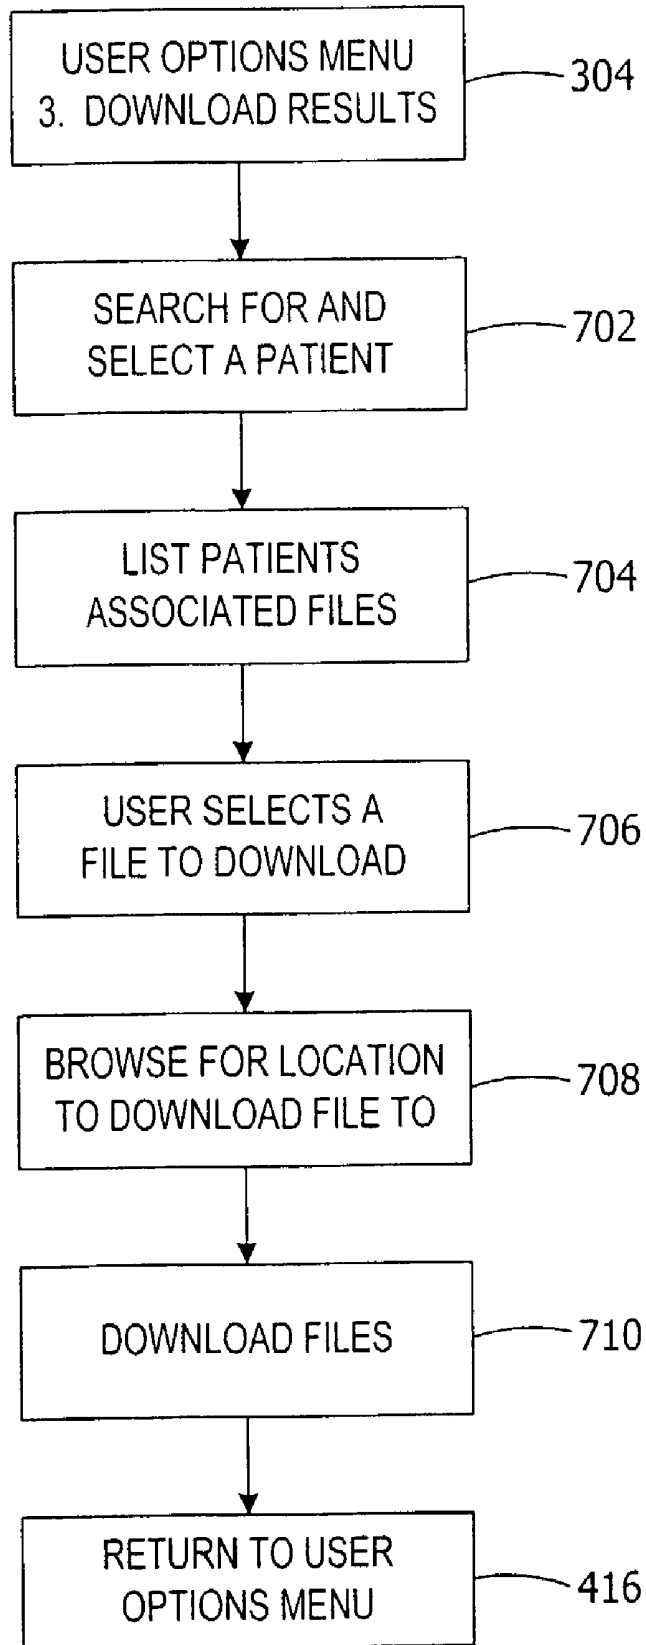 USER OPTIONS MENU
3. DOWNLOAD RESULTS
304
SEARCH FOR AND
SELECT A PATIENT
702
LIST PATIENTS
ASSOCIATED FILES
704
USER SELECTS A
FILE TO DOWNLOAD
706
BROWSE FOR LOCATION
TO DOWNLOAD FILE TO
708
DOWNLOAD FILES
710
RETURN TO USER
OPTIONS MENU
416